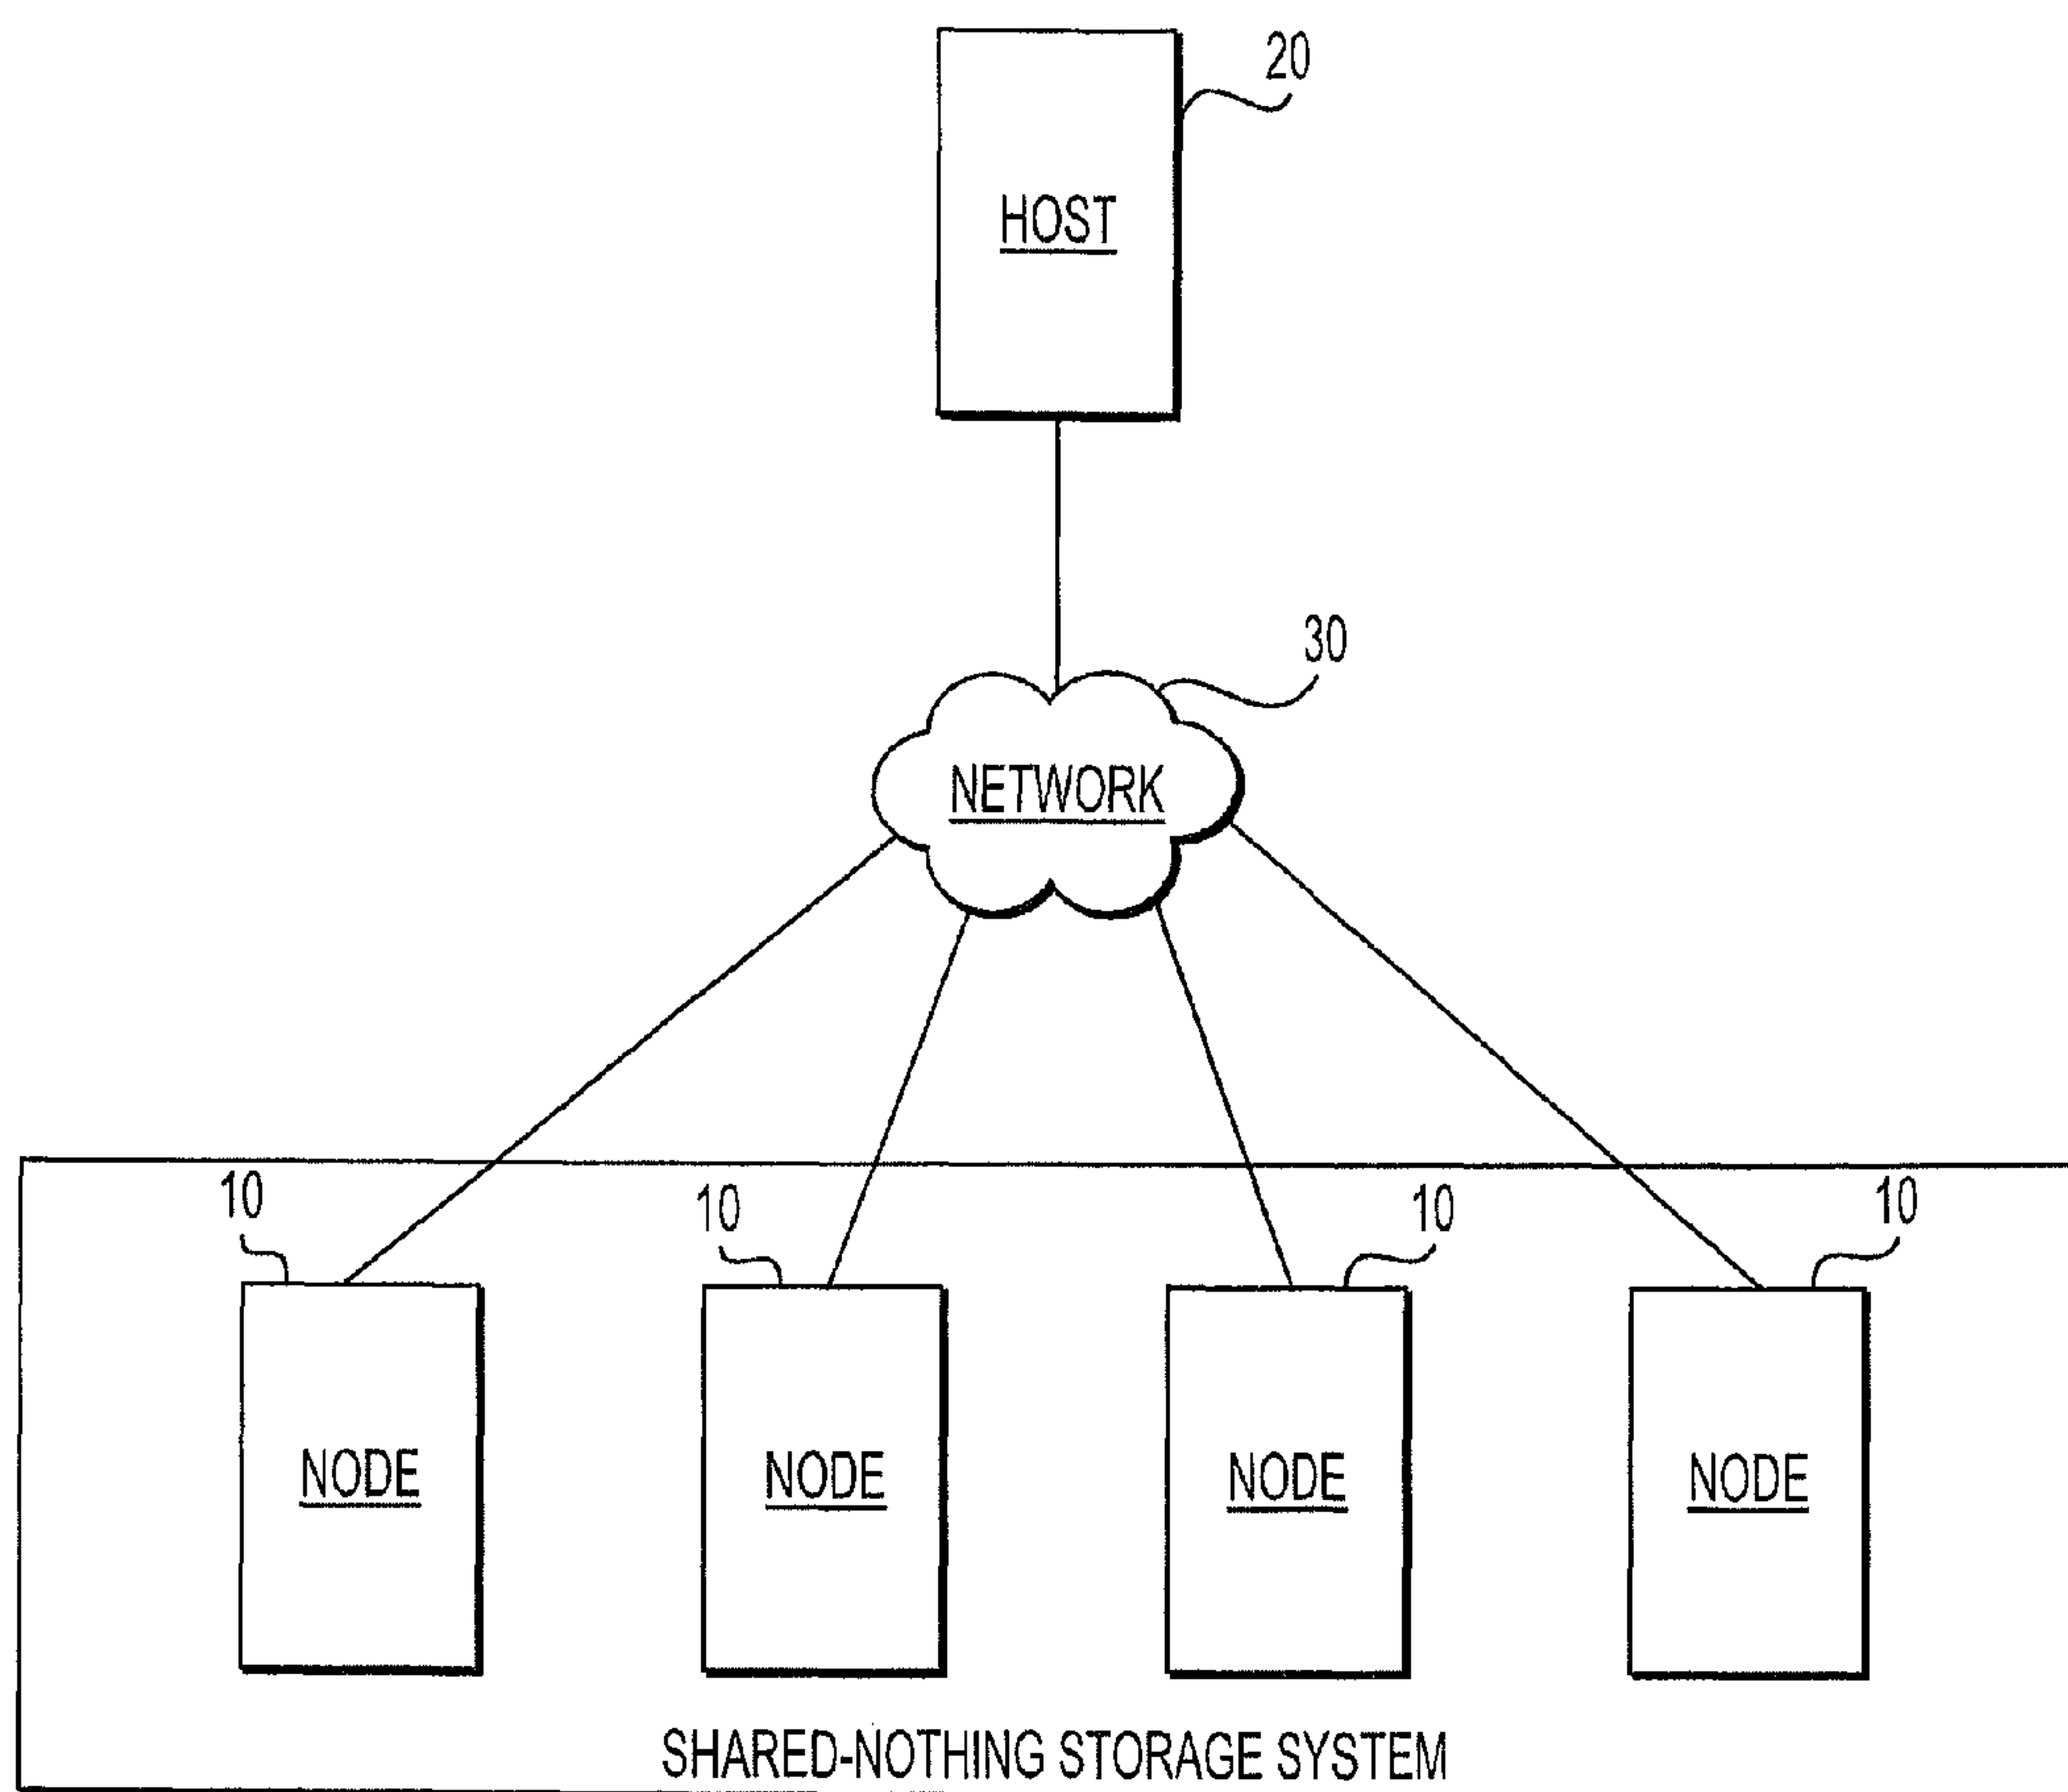 20
HOST
30
NETWORK
10
10
10
10
NODE
NODE
NODE
NODE
SHARED-NOTHING STORAGE SYSTEM